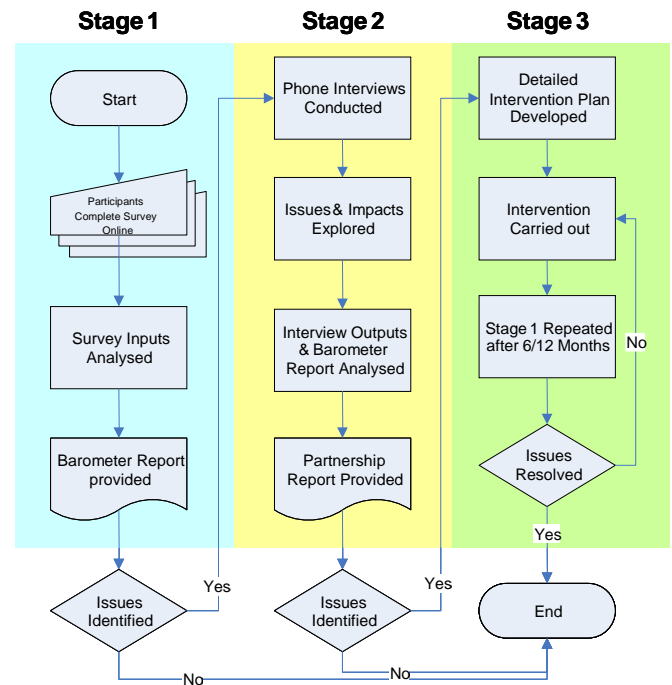 Stage 1
Start
Participants
Complete Survey
Online
Survey Inputs
Analysed
Barometer Report
provided
Issues
Identified
Yes
No
Stage 2
Phone Interviews
Conducted
Issues & Impacts
Explored
Interview Outputs
& Barometer
Report Analysed
Partnership
Report Provided
Issues
Identified
Yes
No
Stage 3
Detailed
Intervention Plan
Developed
Intervention
Carried out
Stage 1 Repeated
after 6/12 Months
No
Issues
Resolved
Yes
End